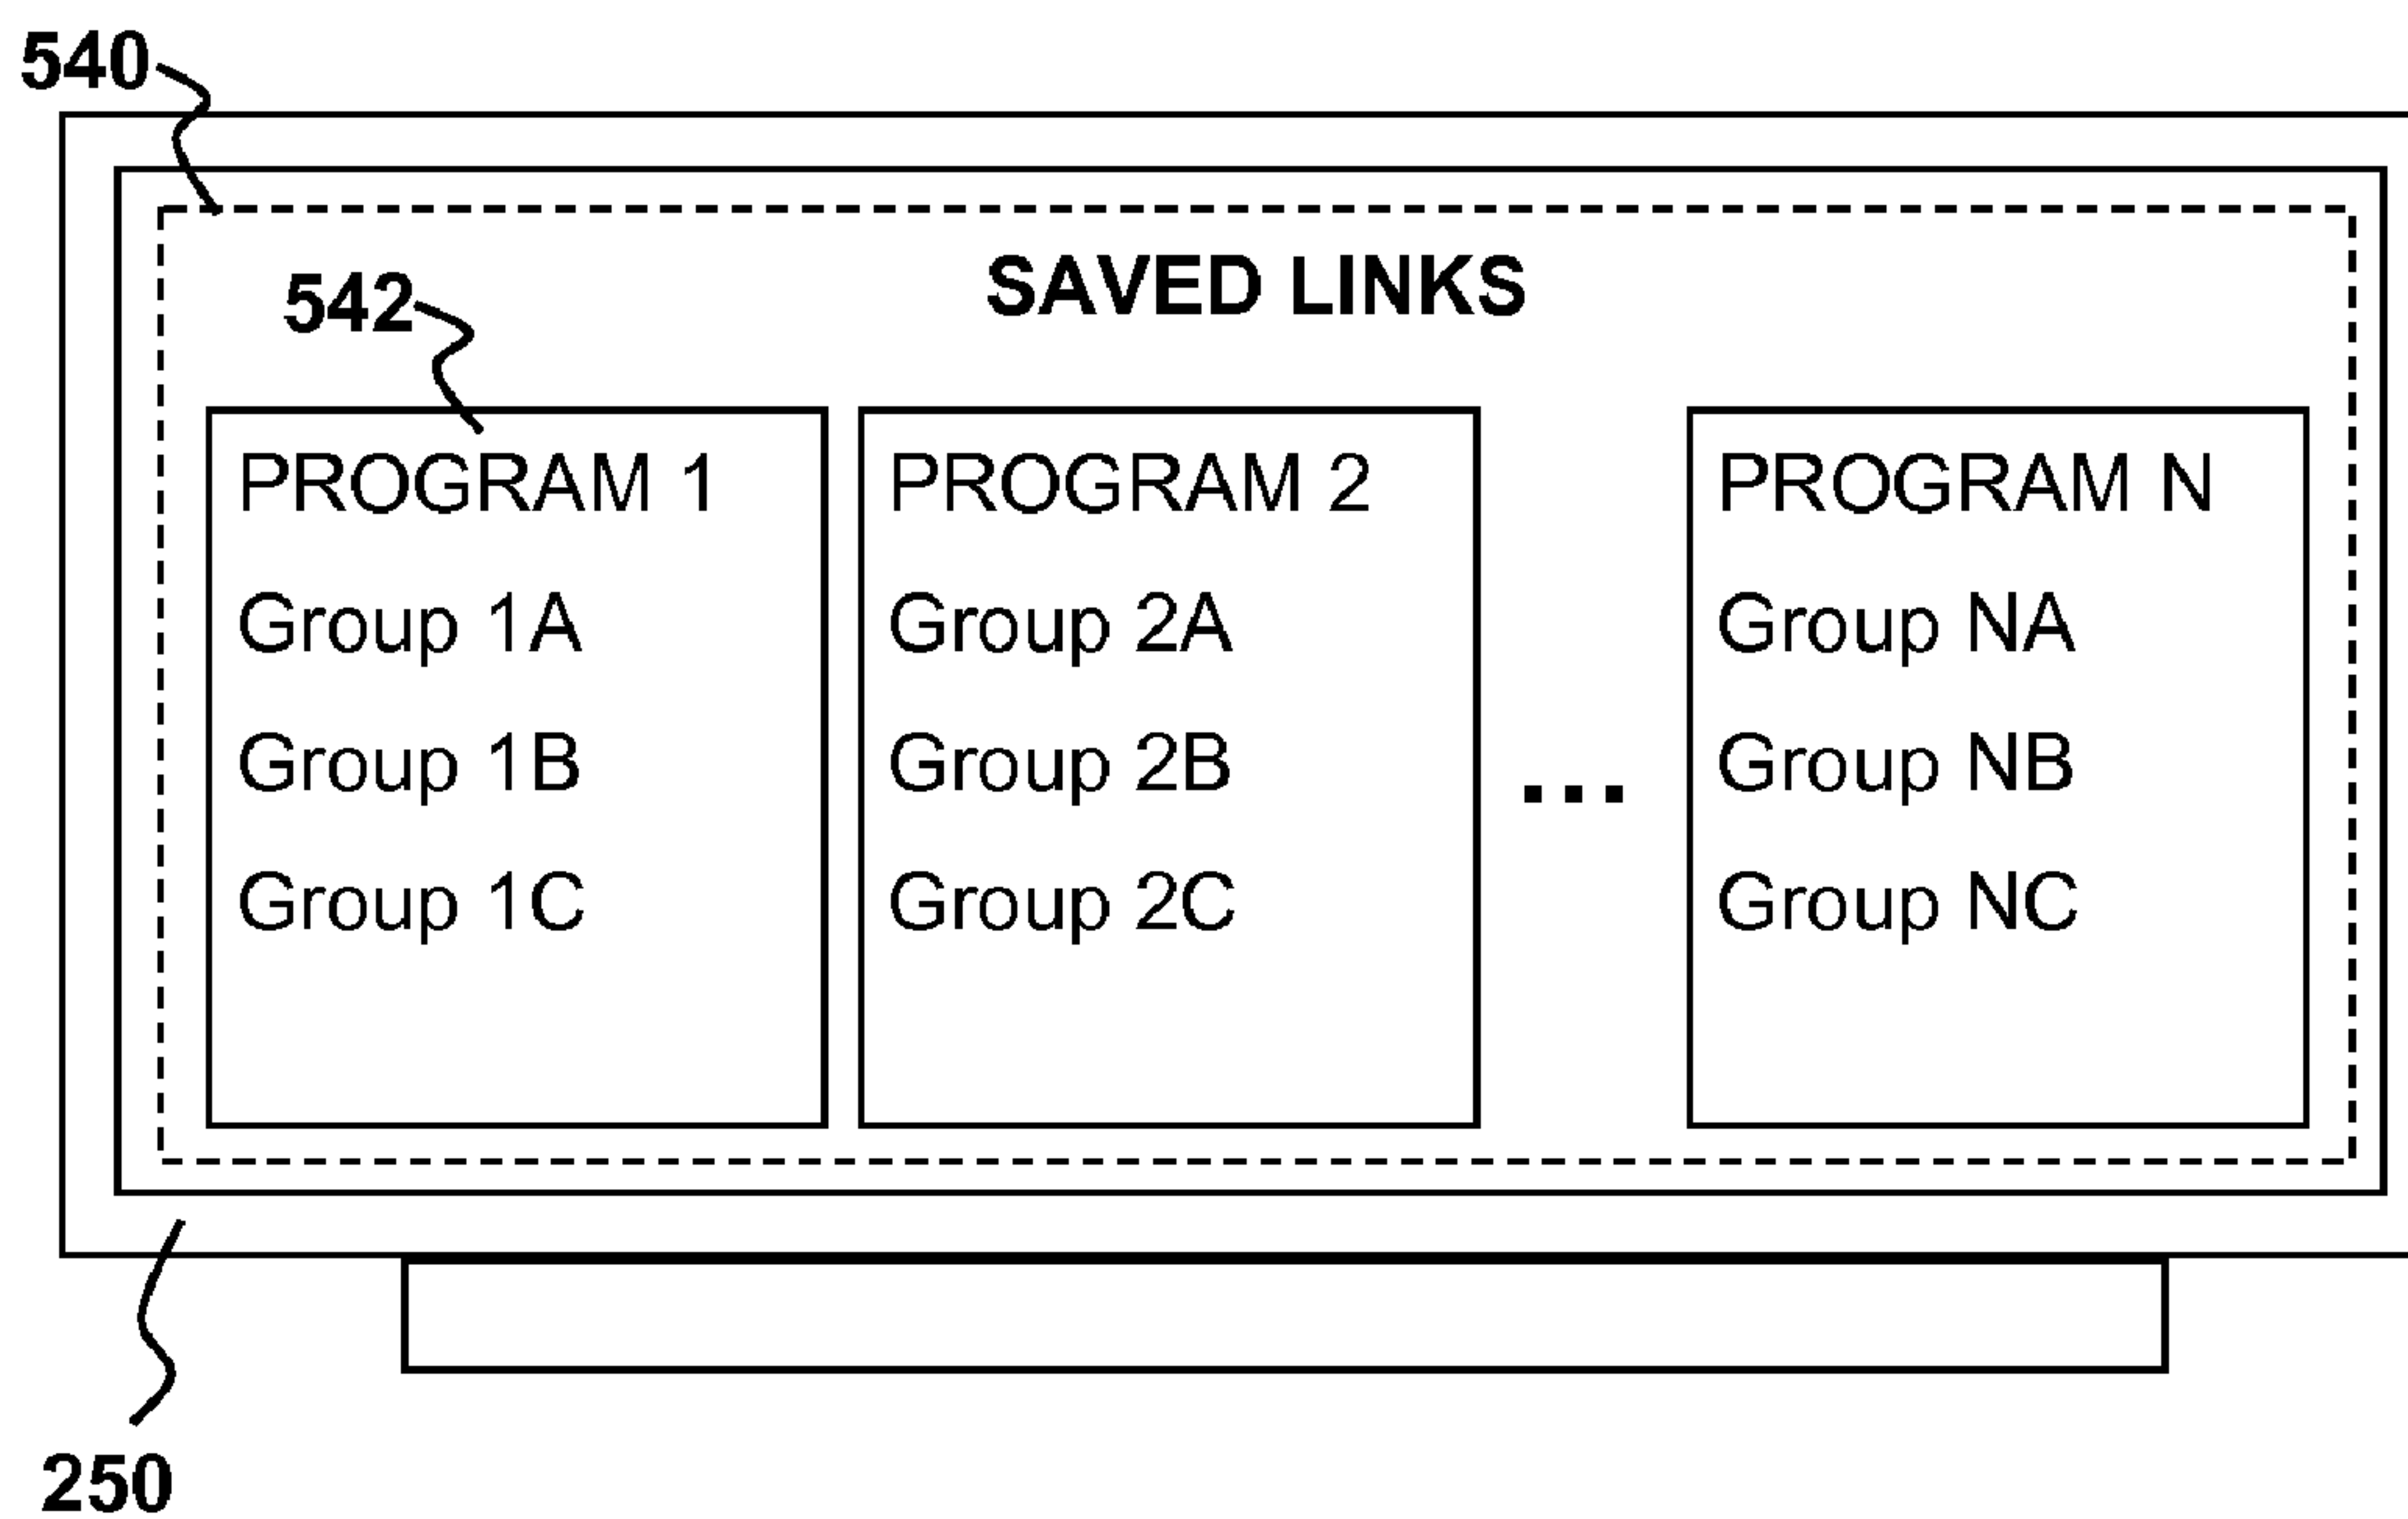 540
SAVED LINKS
542
PROGRAM 1
Group 1A
Group 1B
Group 1C
PROGRAM 2
Group 2A
Group 2B
Group 2C
...
PROGRAM N
Group NA
Group NB
Group NC
250